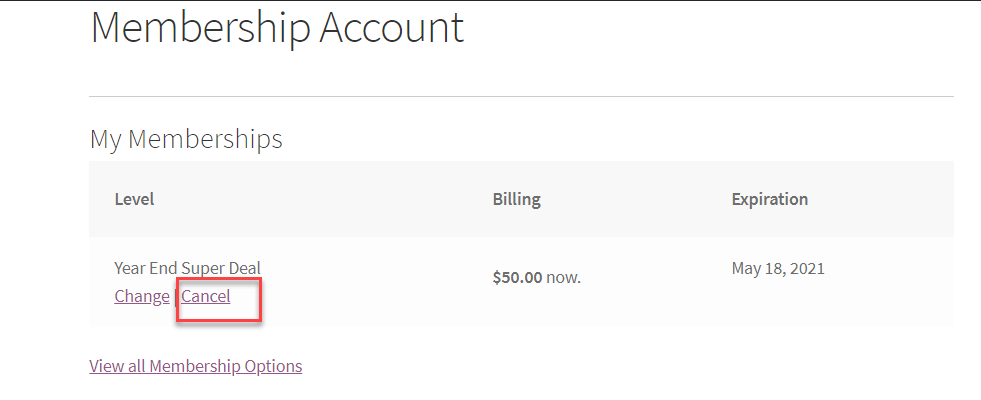 Membership Account
My Memberships
Level Billing Expiration
Year End Super Deal $50.00 now. May 18, 2021
Change | Cancel
View all Membership Options